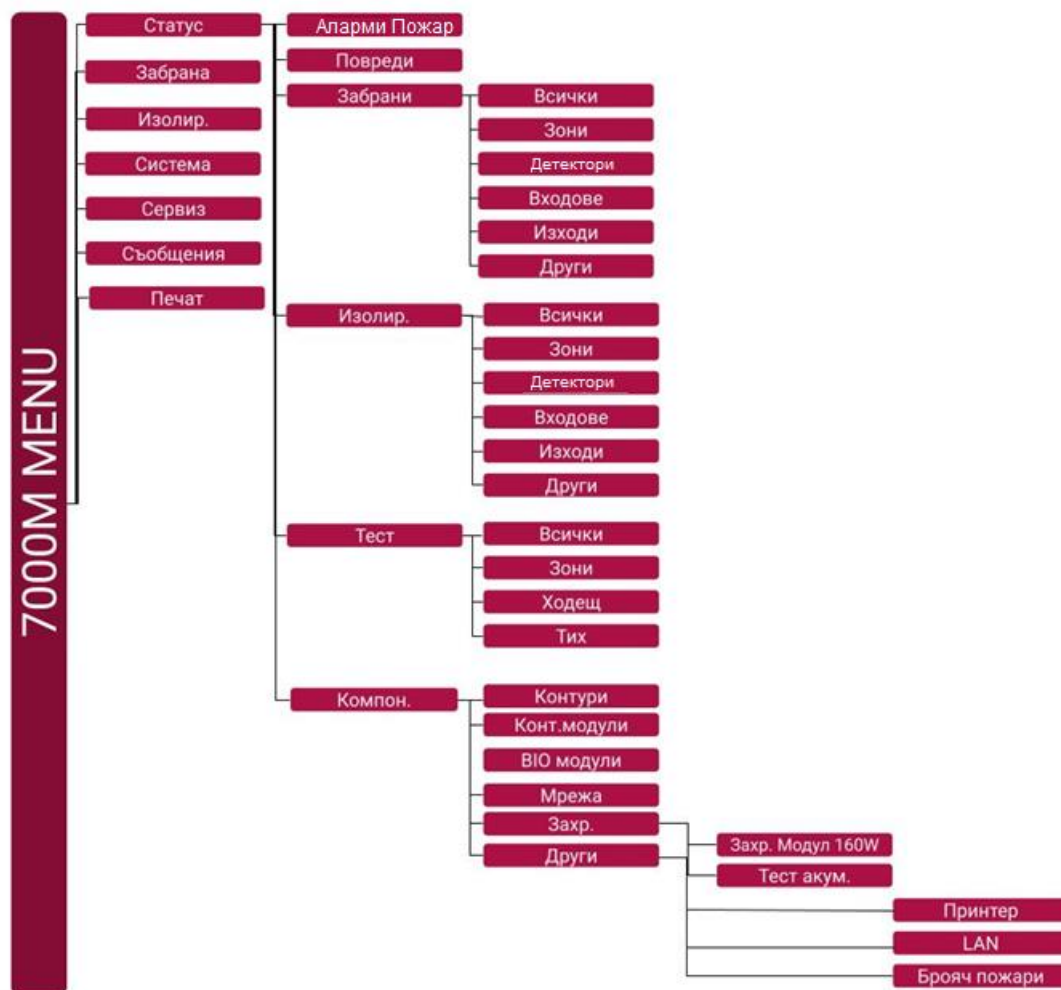 7000M MENU
Статус
Забрана
Изолир.
Система
Сервиз
Съобщения
Печат
Аларми Пожар
Повреди
Забрани
Всички
Зони
Детектори
Входове
Изходи
Други
Изолир.
Всички
Зони
Детектори
Входове
Изходи
Други
Тест
Всички
Зони
Ходещ
Тих
Компон.
Контури
Конт.модули
BIO модули
Мрежа
Захр.
Други
Захр. Модул 160W
Тест акум.
Принтер
LAN
Брояч пожари